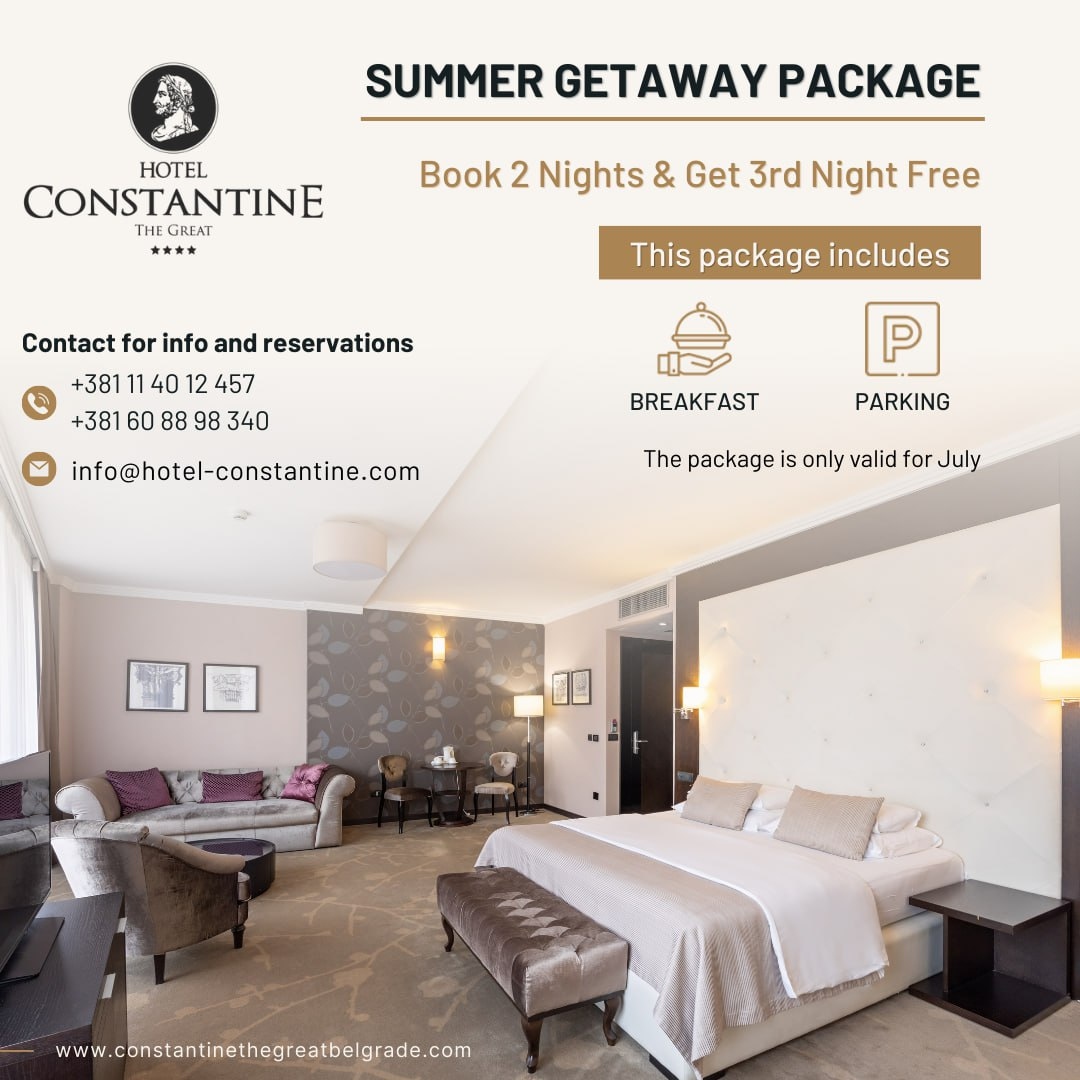 HOTEL
CONSTANTINE
THE GREAT
SUMMER GETAWAY PACKAGE
Book 2 Nights & Get 3rd Night Free
This package includes
BREAKFAST
P
PARKING
The package is only valid for July
Contact for info and reservations
+381 11 40 12 457
+381 60 88 98 340
info@hotel-constantine.com
www.constantinethegreatbelgrade.com